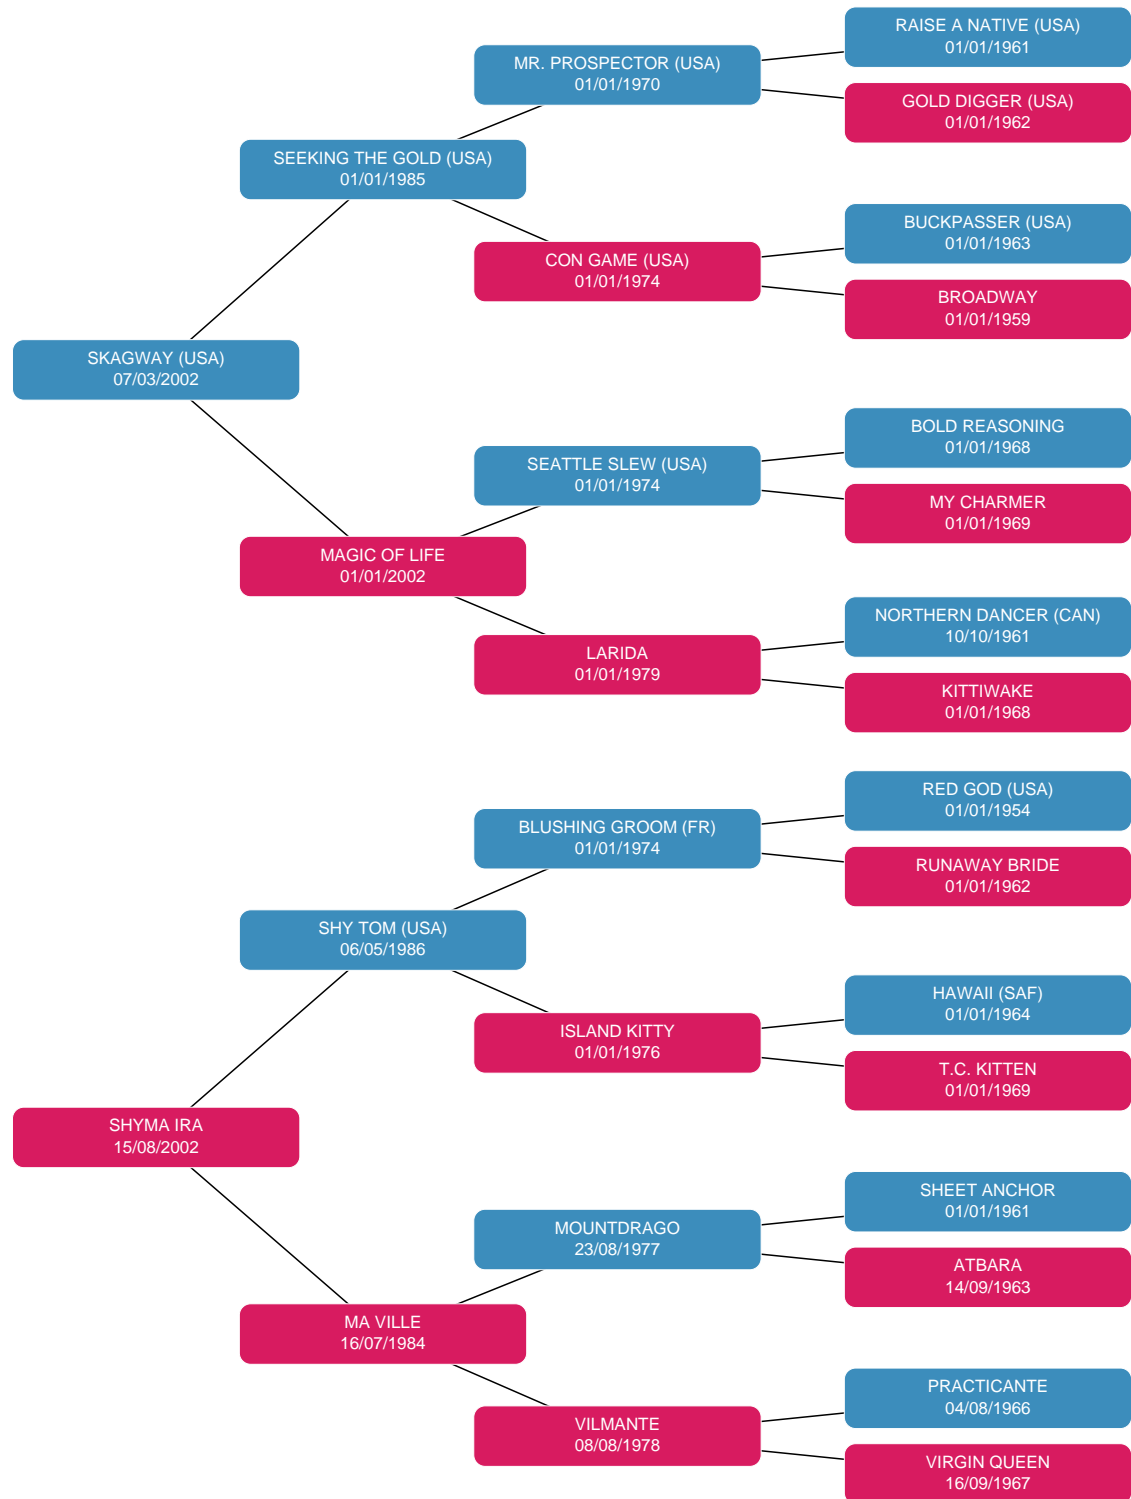 RAISE A NATIVE (USA)
01/01/1961
MR. PROSPECTOR (USA)
01/01/1970
GOLD DIGGER (USA)
01/01/1962
SEEKING THE GOLD (USA)
01/01/1985
BUCKPASSER (USA)
01/01/1963
CON GAME (USA)
01/01/1974
BROADWAY
01/01/1959
SKAGWAY (USA)
07/03/2002
BOLD REASONING
01/01/1968
SEATTLE SLEW (USA)
01/01/1974
MY CHARMER
01/01/1969
MAGIC OF LIFE
01/01/2002
NORTHERN DANCER (CAN)
10/10/1961
LARIDA
01/01/1979
KITTIWAKE
01/01/1968
RED GOD (USA)
01/01/1954
BLUSHING GROOM (FR)
01/01/1974
RUNAWAY BRIDE
01/01/1962
SHY TOM (USA)
06/05/1986
HAWAII (SAF)
01/01/1964
ISLAND KITTY
01/01/1976
T.C. KITTEN
01/01/1969
SHYMA IRA
15/08/2002
SHEET ANCHOR
01/01/1961
MOUNTDRAGO
23/08/1977
ATBARA
14/09/1963
MA VILLE
16/07/1984
PRACTICANTE
04/08/1966
VILMANTE
08/08/1978
VIRGIN QUEEN
16/09/1967